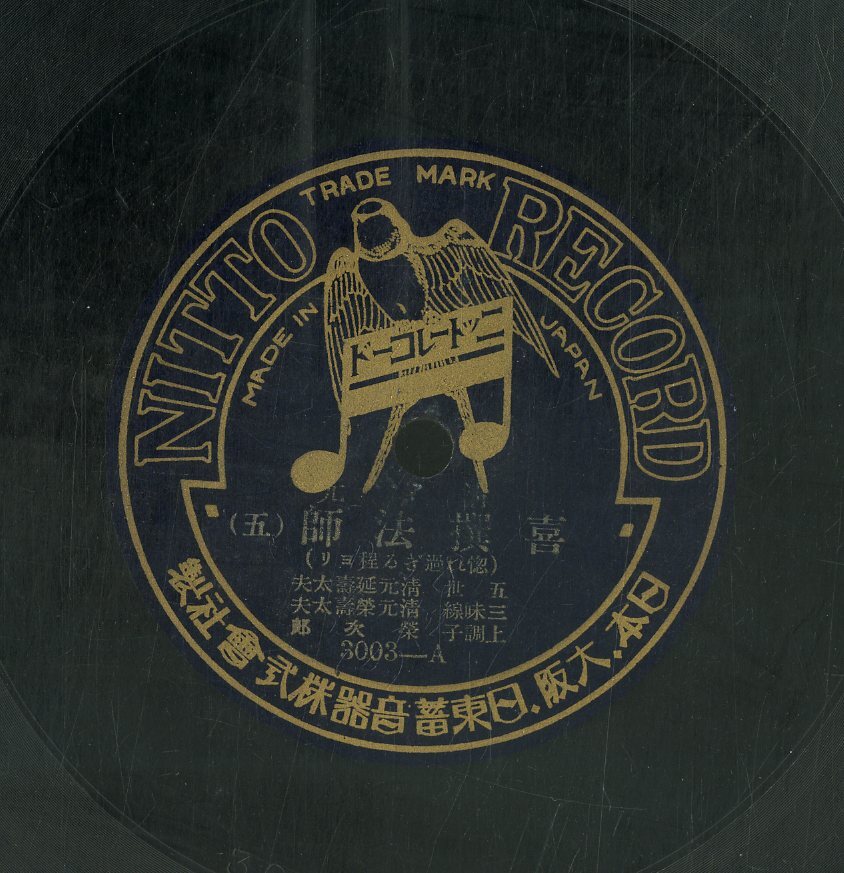 TRADE MARK
NITTO RECORD
MADE IN JAPAN
ニットーレコード
喜撰法師 (五)
(惚れ過ぎる程ヨリ)
五世 清元延壽太夫
三味線 清元榮壽太夫
上調子 榮次郎
3003—A
日本.大阪.日東蓄音器株式會社製